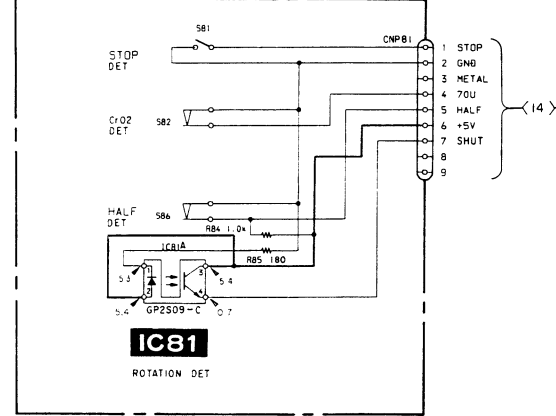 S81
CNP81
STOP
DET
1 STOP
2 GND
3 METAL
4 70U
5 HALF
6 +5V
7 SHUT
8
9
14
CrO2
DET
S82
HALF
DET
S86
R84 1.0k
IC81A
R85 180
5.3
1
2
3
4
5.4
5.4
0.7
GP2S09-C
IC81
ROTATION DET